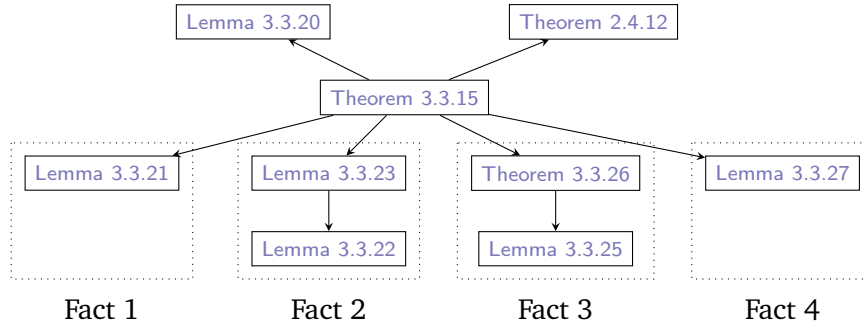 Lemma 3.3.20 Theorem 2.4.12
Theorem 3.3.15
Lemma 3.3.21 Lemma 3.3.23 Theorem 3.3.26 Lemma 3.3.27
Lemma 3.3.22 Lemma 3.3.25
Fact 1 Fact 2 Fact 3 Fact 4